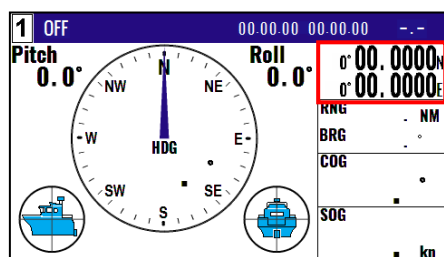 1 OFF 00:00:00 00:00:00 -.-
Pitch
0.0°
Roll
0.0°
0°00.0000N
0°00.0000E
N
NW
NE
W
HDG
E
SW
SE
S
RNG
. NM
BRG
. °
COG
. °
SOG
. kn